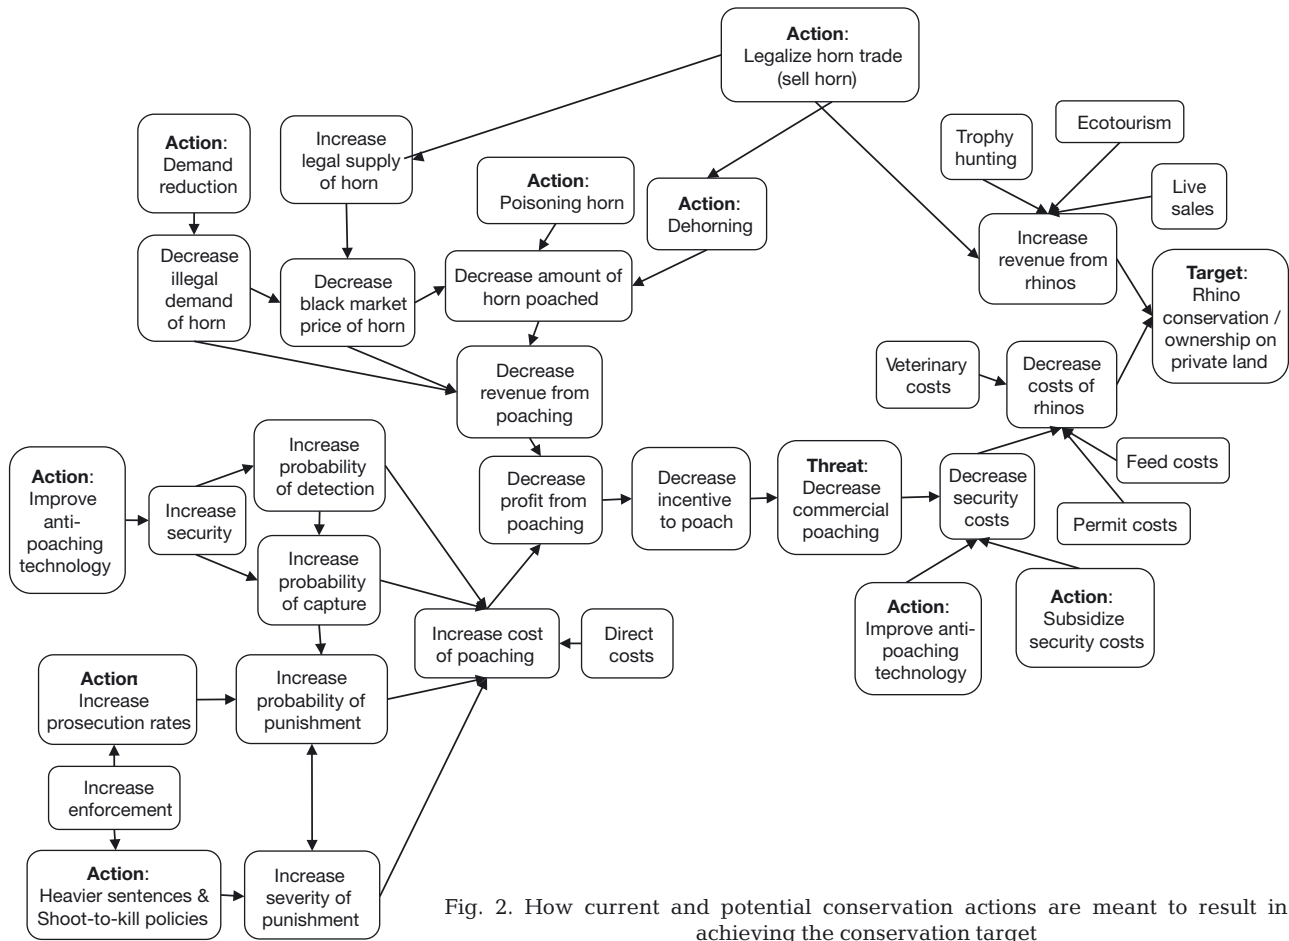 Action:
Legalize horn trade
(sell horn)
Action:
Demand
reduction
Increase
legal supply
of horn
Action:
Poisoning horn
Action:
Dehorning
Trophy
hunting
Ecotourism
Live
sales
Decrease
illegal
demand
of horn
Decrease
black market
price of horn
Decrease amount of
horn poached
Increase
revenue from
rhinos
Target:
Rhino
conservation /
ownership on
private land
Decrease
revenue from
poaching
Veterinary
costs
Decrease
costs of
rhinos
Action:
Improve
anti-
poaching
technology
Increase
security
Increase
probability
of detection
Decrease
profit from
poaching
Decrease
incentive
to poach
Threat:
Decrease
commercial
poaching
Decrease
security
costs
Feed costs
Permit costs
Increase
probability
of capture
Increase cost
of poaching
Direct
costs
Action:
Improve anti-
poaching
technology
Action:
Subsidize
security costs
Action:
Increase
prosecution rates
Increase
probability of
punishment
Increase
enforcement
Action:
Heavier sentences &
Shoot-to-kill policies
Increase
severity of
punishment
Fig. 2. How current and potential conservation actions are meant to result in
achieving the conservation target